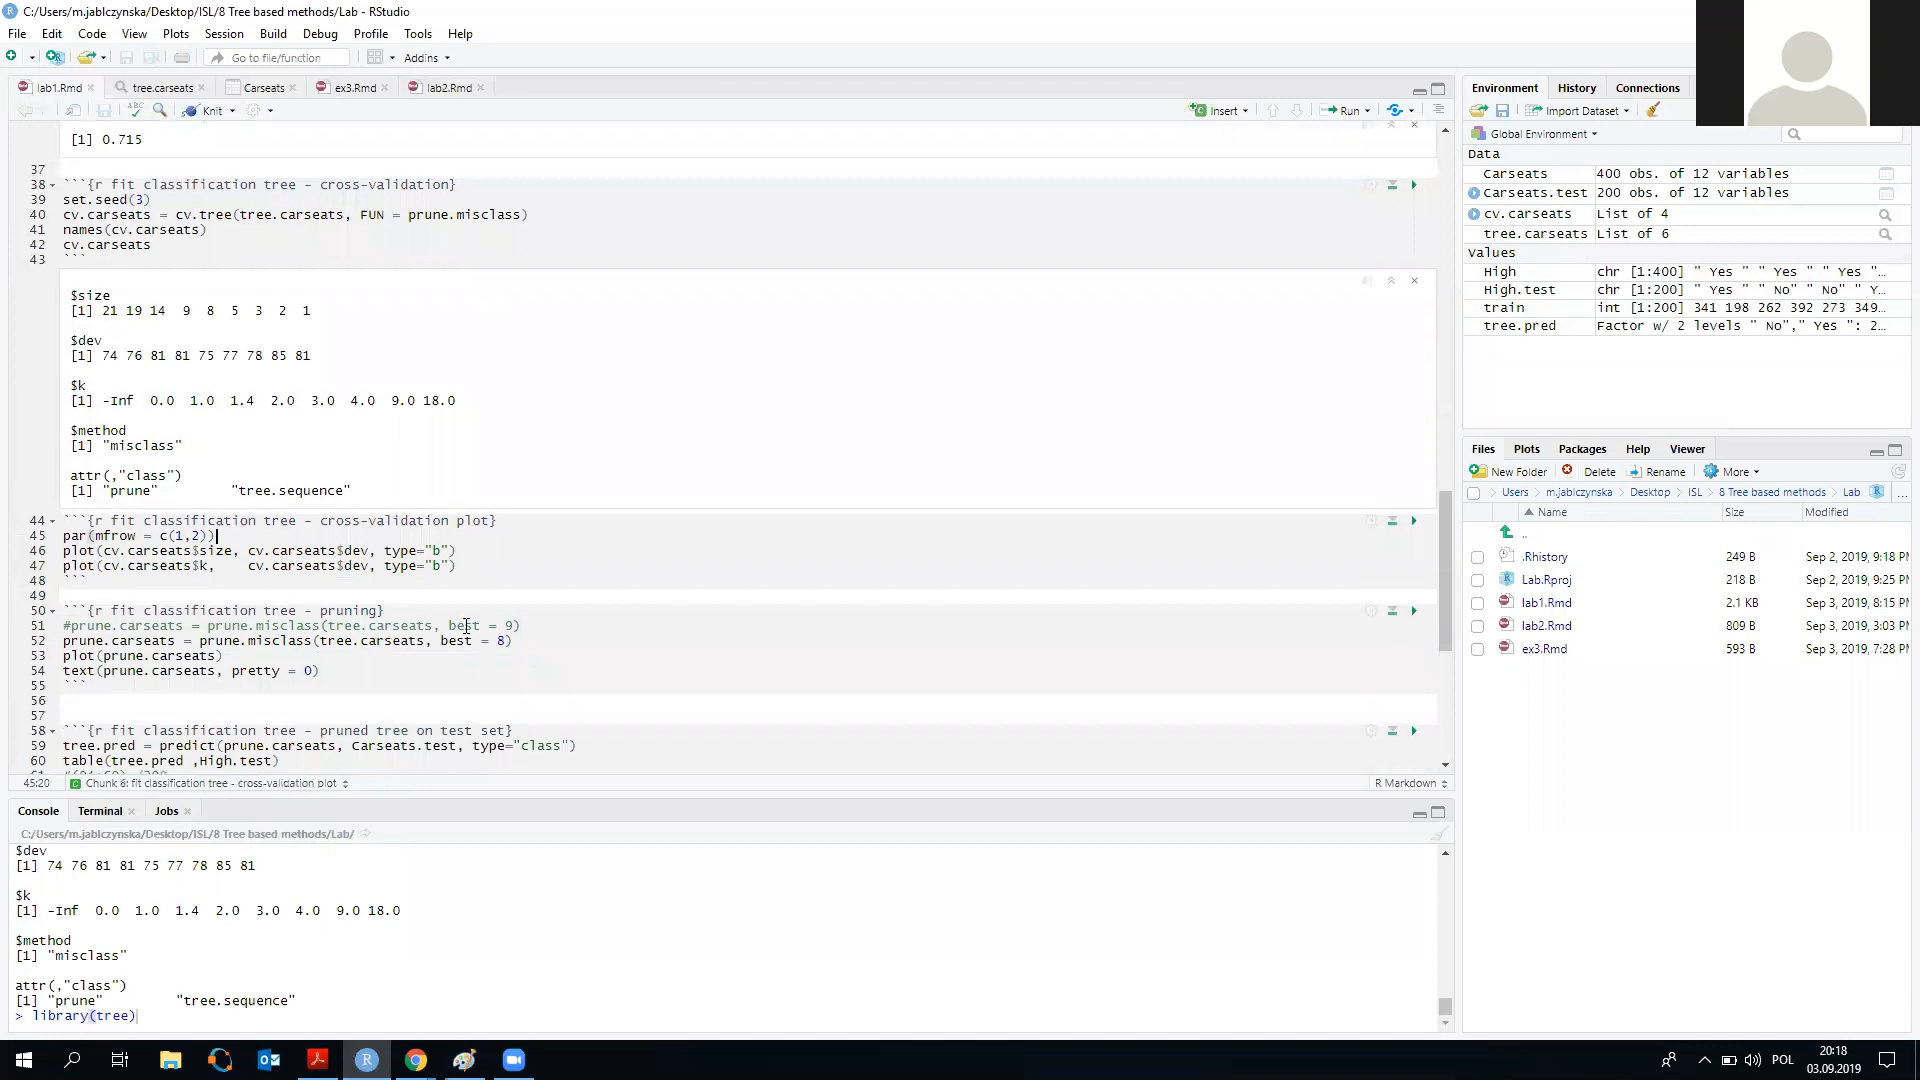 C:/Users/m.jablczynska/Desktop/ISL/8 Tree based methods/Lab - RStudio
File Edit Code View Plots Session Build Debug Profile Tools Help
Go to file/function Addins
lab1.Rmd tree.carseats Carseats ex3.Rmd lab2.Rmd
ABC Knit Insert Run
[1] 0.715
37
38 ```{r fit classification tree - cross-validation}
39 set.seed(3)
40 cv.carseats = cv.tree(tree.carseats, FUN = prune.misclass)
41 names(cv.carseats)
42 cv.carseats
43 ```
$size
[1] 21 19 14 9 8 5 3 2 1
$dev
[1] 74 76 81 81 75 77 78 85 81
$k
[1] -Inf 0.0 1.0 1.4 2.0 3.0 4.0 9.0 18.0
$method
[1] "misclass"
attr(,"class")
[1] "prune" "tree.sequence"
44 ```{r fit classification tree - cross-validation plot}
45 par(mfrow = c(1,2))
46 plot(cv.carseats$size, cv.carseats$dev, type="b")
47 plot(cv.carseats$k, cv.carseats$dev, type="b")
48 ```
49
50 ```{r fit classification tree - pruning}
51 #prune.carseats = prune.misclass(tree.carseats, best = 9)
52 prune.carseats = prune.misclass(tree.carseats, best = 8)
53 plot(prune.carseats)
54 text(prune.carseats, pretty = 0)
55 ```
56
57
58 ```{r fit classification tree - pruned tree on test set}
59 tree.pred = predict(prune.carseats, Carseats.test, type="class")
60 table(tree.pred ,High.test)
45:20 Chunk 6: fit classification tree - cross-validation plot R Markdown
Console Terminal Jobs
C:/Users/m.jablczynska/Desktop/ISL/8 Tree based methods/Lab/
$dev
[1] 74 76 81 81 75 77 78 85 81
$k
[1] -Inf 0.0 1.0 1.4 2.0 3.0 4.0 9.0 18.0
$method
[1] "misclass"
attr(,"class")
[1] "prune" "tree.sequence"
> library(tree)
Environment History Connections
Import Dataset
Global Environment
Data
Carseats 400 obs. of 12 variables
Carseats.test 200 obs. of 12 variables
cv.carseats List of 4
tree.carseats List of 6
Values
High chr [1:400] " Yes " " Yes " " Yes "…
High.test chr [1:200] " Yes " " No" " No" " Y…
train int [1:200] 341 198 262 392 273 349…
tree.pred Factor w/ 2 levels " No"," Yes ": 2…
Files Plots Packages Help Viewer
New Folder Delete Rename More
Users m.jablczynska Desktop ISL 8 Tree based methods Lab ...
Name Size Modified
..
.Rhistory 249 B Sep 2, 2019, 9:18 PM
Lab.Rproj 218 B Sep 2, 2019, 9:25 PM
lab1.Rmd 2.1 KB Sep 3, 2019, 8:15 PM
lab2.Rmd 809 B Sep 3, 2019, 3:03 PM
ex3.Rmd 593 B Sep 3, 2019, 7:28 PM
POL
20:18
03.09.2019